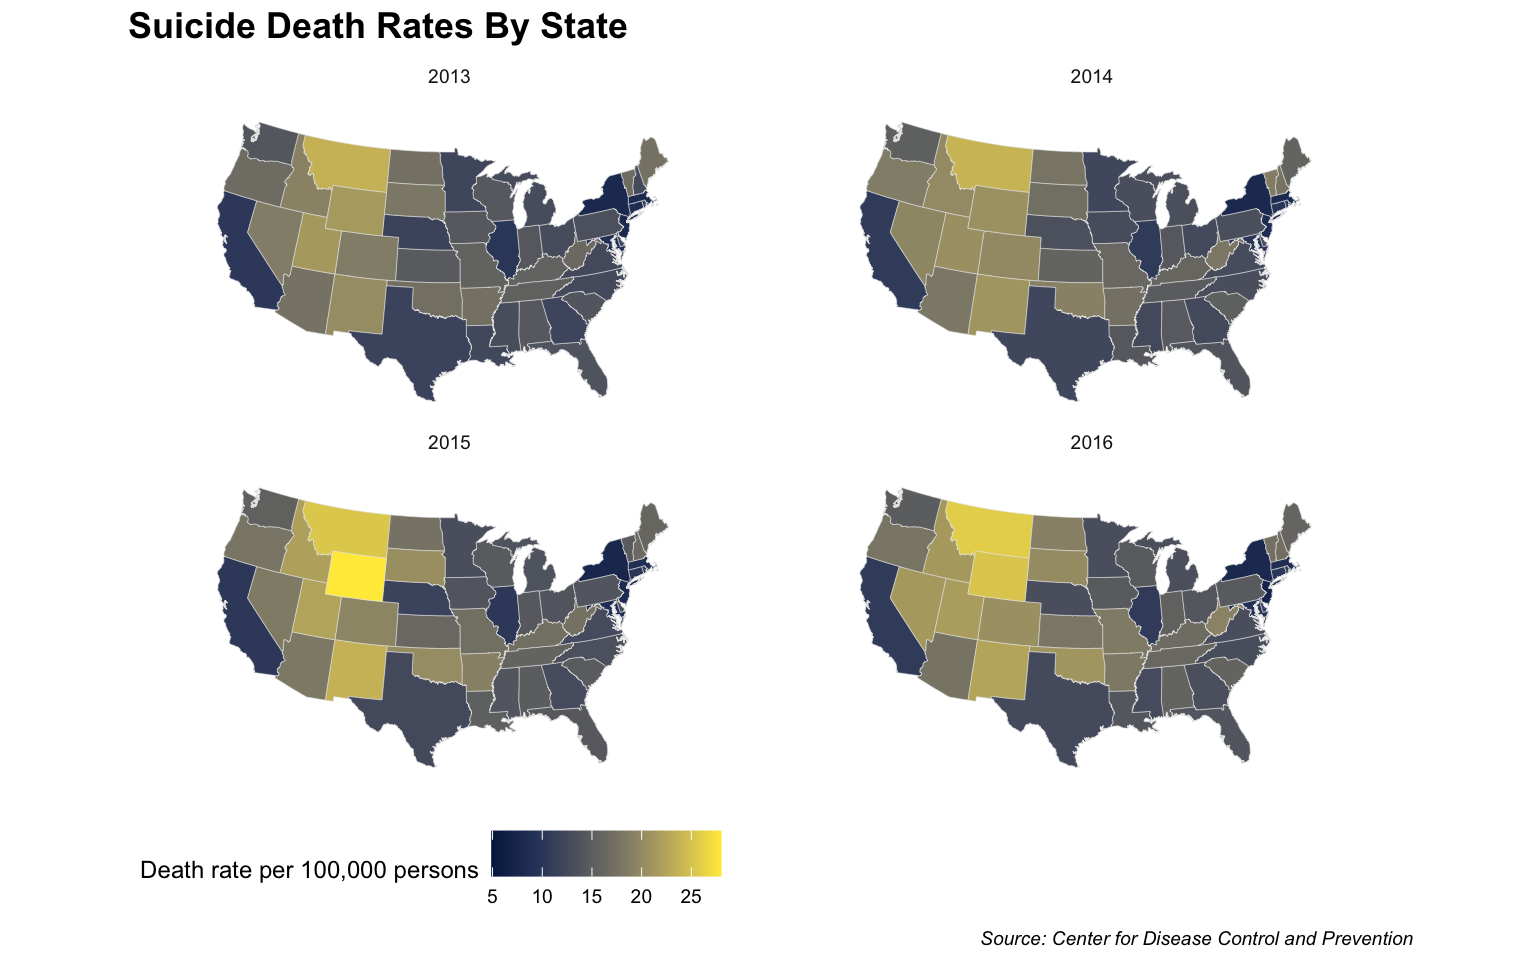 Suicide Death Rates By State
2013
2014
2015
2016
Death rate per 100,000 persons
5 10 15 20 25
Source: Center for Disease Control and Prevention